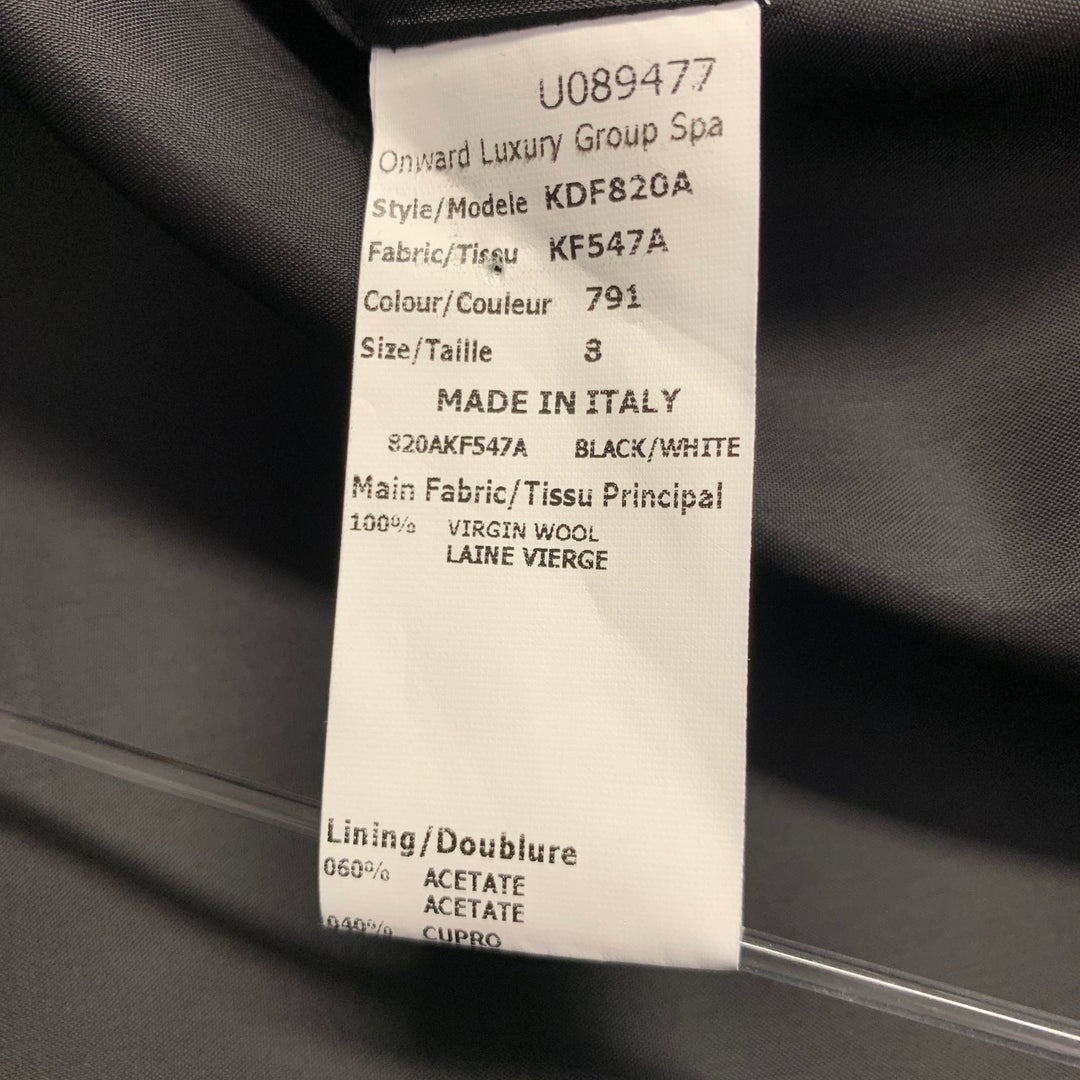 U089477
Onward Luxury Group Spa
Style/Modele KDF820A
Fabric/Tissu KF547A
Colour/Couleur 791
Size/Taille 8
MADE IN ITALY
820AKF547A BLACK/WHITE
Main Fabric/Tissu Principal
100% VIRGIN WOOL
LAINE VIERGE
Lining/Doublure
060% ACETATE
ACETATE
040% CUPRO